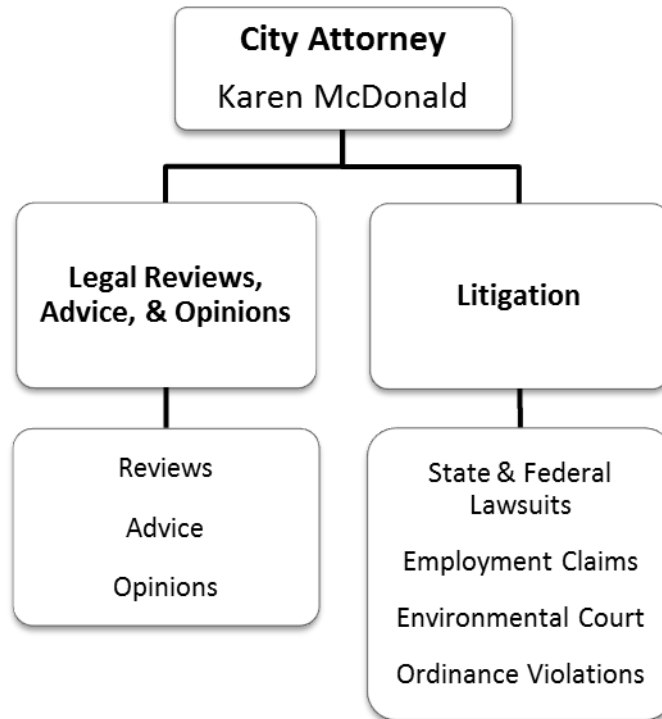 City Attorney
Karen McDonald
Legal Reviews,
Advice, & Opinions
Litigation
Reviews
Advice
Opinions
State & Federal
Lawsuits
Employment Claims
Environmental Court
Ordinance Violations